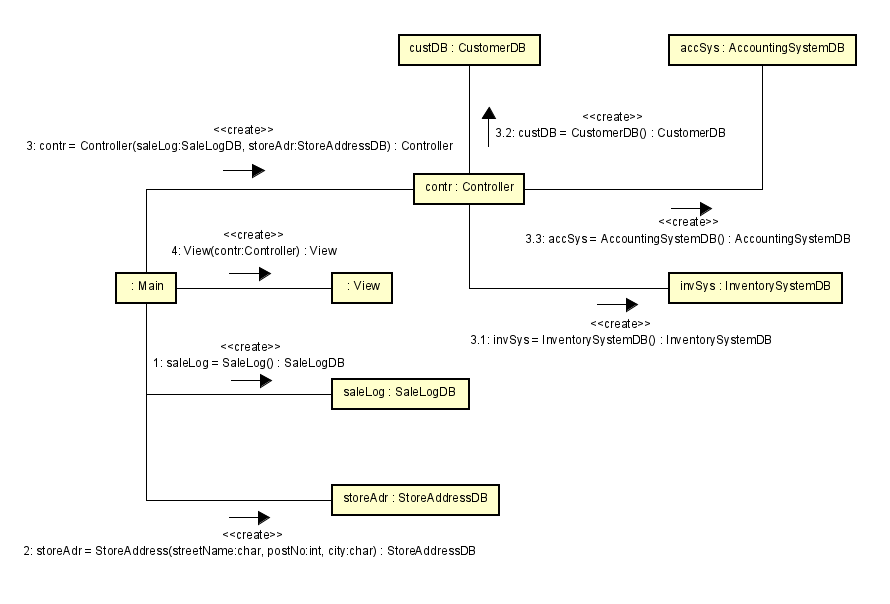 custDB : CustomerDB
accSys : AccountingSystemDB
<<create>>
3.2: custDB = CustomerDB() : CustomerDB
<<create>>
3: contr = Controller(saleLog:SaleLogDB, storeAdr:StoreAddressDB) : Controller
contr : Controller
<<create>>
3.3: accSys = AccountingSystemDB() : AccountingSystemDB
<<create>>
4: View(contr:Controller) : View
: Main
: View
invSys : InventorySystemDB
<<create>>
3.1: invSys = InventorySystemDB() : InventorySystemDB
<<create>>
1: saleLog = SaleLog() : SaleLogDB
saleLog : SaleLogDB
storeAdr : StoreAddressDB
<<create>>
2: storeAdr = StoreAddress(streetName:char, postNo:int, city:char) : StoreAddressDB